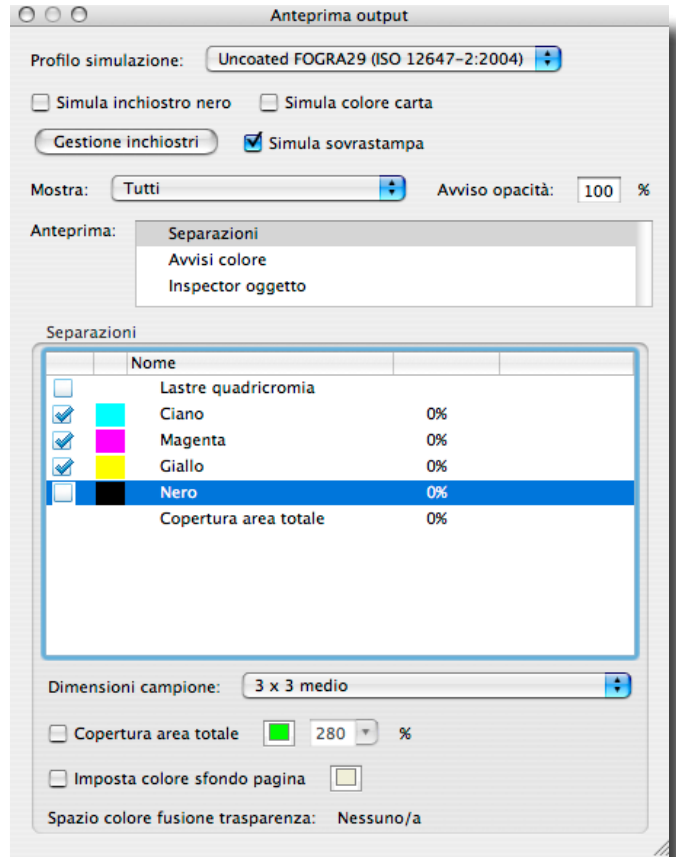 Anteprima output
Profilo simulazione: Uncoated FOGRA29 (ISO 12647-2:2004)
Simula inchiostro nero Simula colore carta
Gestione inchiostri Simula sovrastampa
Mostra: Tutti Avviso opacità: 100 %
Anteprima: Separazioni
Avvisi colore
Inspector oggetto
Separazioni
Nome
Lastre quadricromia
Ciano 0%
Magenta 0%
Giallo 0%
Nero 0%
Copertura area totale 0%
Dimensioni campione: 3 x 3 medio
Copertura area totale 280 %
Imposta colore sfondo pagina
Spazio colore fusione trasparenza: Nessuno/a